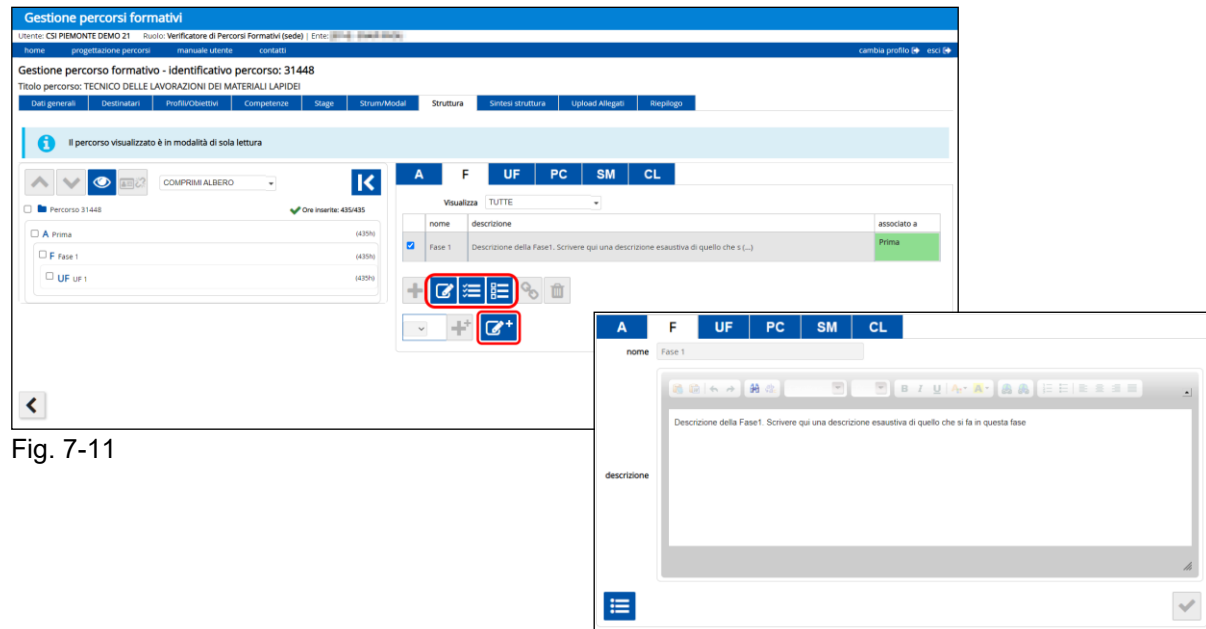 Gestione percorsi formativi
Utente: CSI PIEMONTE DEMO 21 Ruolo: Verificatore di Percorsi Formativi (sede) | Ente:
home progettazione percorsi manuale utente contatti cambia profilo esci
Gestione percorso formativo - identificativo percorso: 31448
Titolo percorso: TECNICO DELLE LAVORAZIONI DEI MATERIALI LAPIDEI
Dati generali Destinatari Profili/Obiettivi Competenze Stage Strum/Modal Struttura Sintesi struttura Upload Allegati Riepilogo
Il percorso visualizzato è in modalità di sola lettura
COMPRIMI ALBERO
Percorso 31448 Ore inserite: 435/435
A Prima (435h)
F Fase 1 (435h)
UF UF 1 (435h)
A F UF PC SM CL
Visualizza TUTTE
nome descrizione associato a
Fase 1 Descrizione della Fase1. Scrivere qui una descrizione esaustiva di quello che s (...) Prima
Fig. 7-11
A F UF PC SM CL
nome Fase 1
B I U
Descrizione della Fase1. Scrivere qui una descrizione esaustiva di quello che si fa in questa fase
descrizione